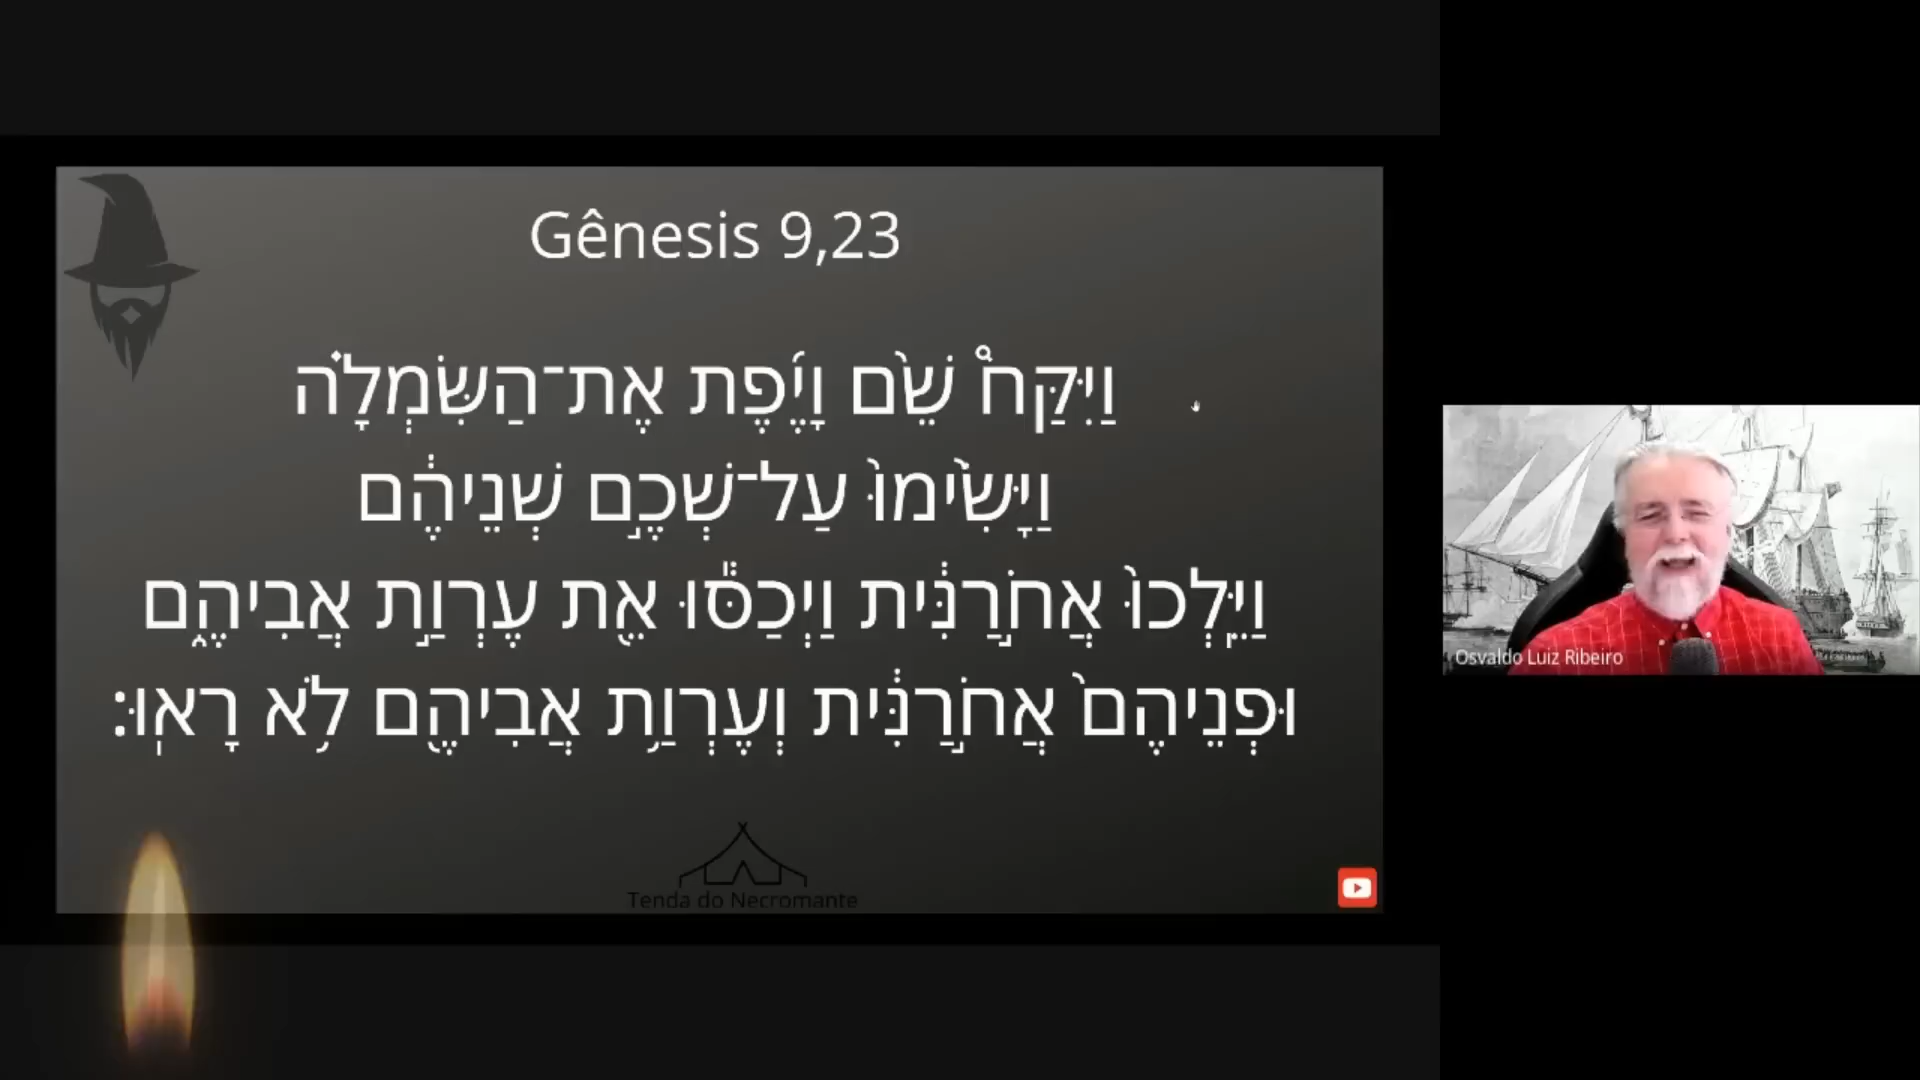 Gênesis 9,23
וַיִּקַּח֩ שֵׁ֨ם וָיֶ֜פֶת אֶת־הַשִּׂמְלָ֗ה
וַיָּשִׂ֙ימוּ֙ עַל־שְׁכֶ֣ם שְׁנֵיהֶ֔ם
וַיֵּֽלְכוּ֙ אֲחֹ֣רַנִּ֔ית וַיְכַסּ֕וּ אֵ֖ת עֶרְוַ֣ת אֲבִיהֶ֑ם
וּפְנֵיהֶם֙ אֲחֹ֣רַנִּ֔ית וְעֶרְוַ֥ת אֲבִיהֶ֖ם לֹ֥א רָאֽוּ׃
Osvaldo Luiz Ribeiro
Tenda do Necromante